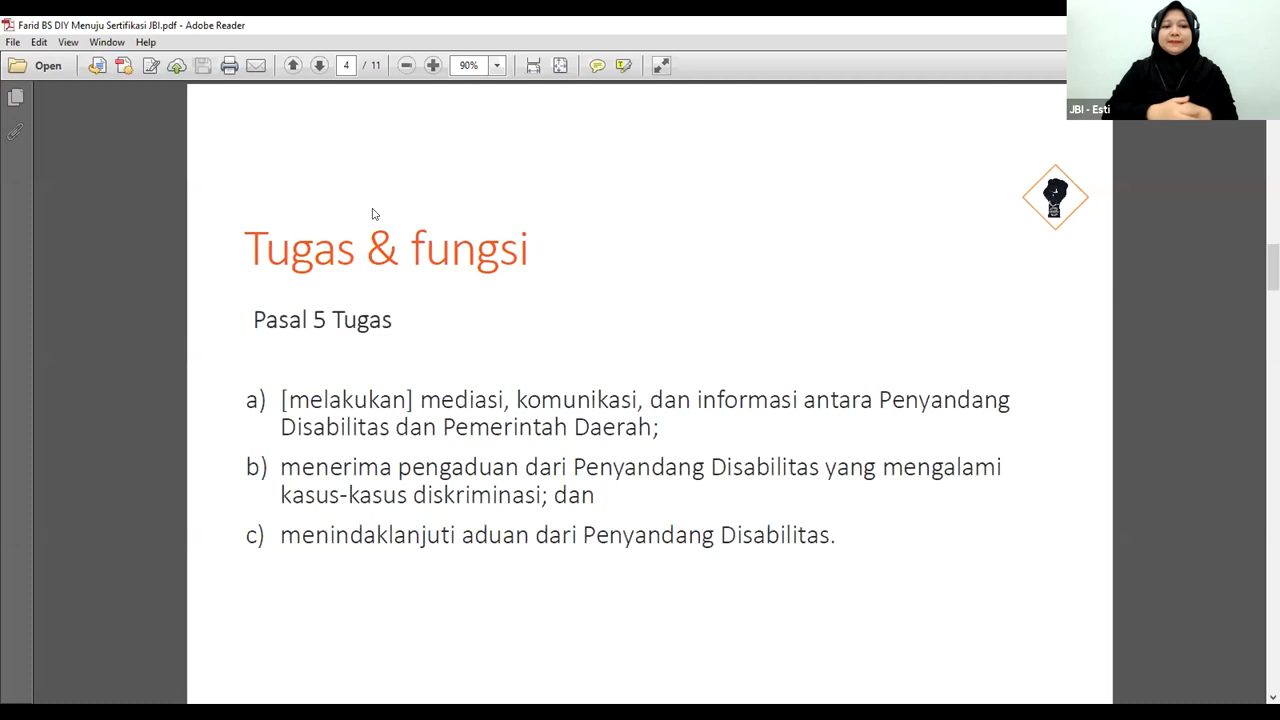 Farid BS DIY Menuju Sertifikasi JBI.pdf - Adobe Reader
File Edit View Window Help
Open 4 / 11 90%
JBI - Esti
Tugas & fungsi
Pasal 5 Tugas
a) [melakukan] mediasi, komunikasi, dan informasi antara Penyandang
Disabilitas dan Pemerintah Daerah;
b) menerima pengaduan dari Penyandang Disabilitas yang mengalami
kasus-kasus diskriminasi; dan
c) menindaklanjuti aduan dari Penyandang Disabilitas.